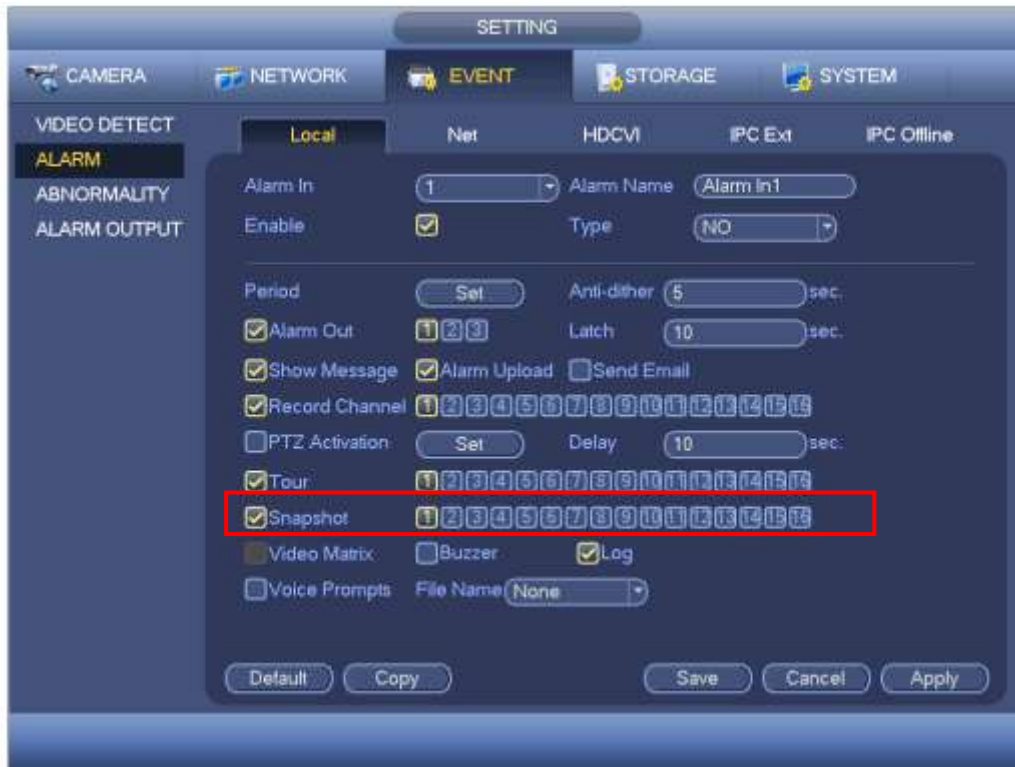 SETTING
CAMERA NETWORK EVENT STORAGE SYSTEM
VIDEO DETECT
ALARM
ABNORMALITY
ALARM OUTPUT
Local Net HDCVI IPC Ext IPC Offline
Alarm In 1 Alarm Name Alarm In1
Enable Type NO
Period Set Anti-dither 5 sec.
Alarm Out 1 2 3 Latch 10 sec.
Show Message Alarm Upload Send Email
Record Channel 1 2 3 4 5 6 7 8 9 10 11 12 13 14 15 16
PTZ Activation Set Delay 10 sec.
Tour 1 2 3 4 5 6 7 8 9 10 11 12 13 14 15 16
Snapshot 1 2 3 4 5 6 7 8 9 10 11 12 13 14 15 16
Video Matrix Buzzer Log
Voice Prompts File Name None
Default Copy Save Cancel Apply